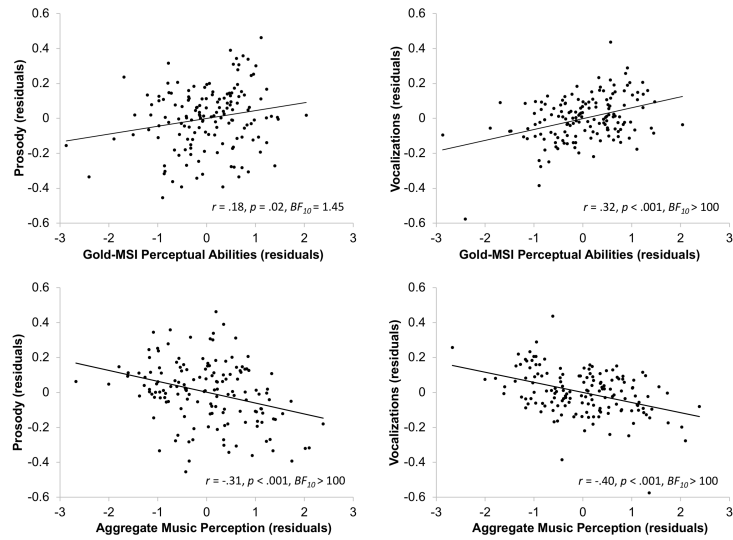 0.6
0.4
0.2
0
-0.2
-0.4
-0.6
Prosody (residuals)
r = .18, p = .02, BF10 = 1.45
-3 -2 -1 0 1 2 3
Gold-MSI Perceptual Abilities (residuals)
0.6
0.4
0.2
0
-0.2
-0.4
-0.6
Vocalizations (residuals)
r = .32, p < .001, BF10 > 100
-3 -2 -1 0 1 2 3
Gold-MSI Perceptual Abilities (residuals)
0.6
0.4
0.2
0
-0.2
-0.4
-0.6
Prosody (residuals)
r = -.31, p < .001, BF10 > 100
-3 -2 -1 0 1 2 3
Aggregate Music Perception (residuals)
0.6
0.4
0.2
0
-0.2
-0.4
-0.6
Vocalizations (residuals)
r = -.40, p < .001, BF10 > 100
-3 -2 -1 0 1 2 3
Aggregate Music Perception (residuals)